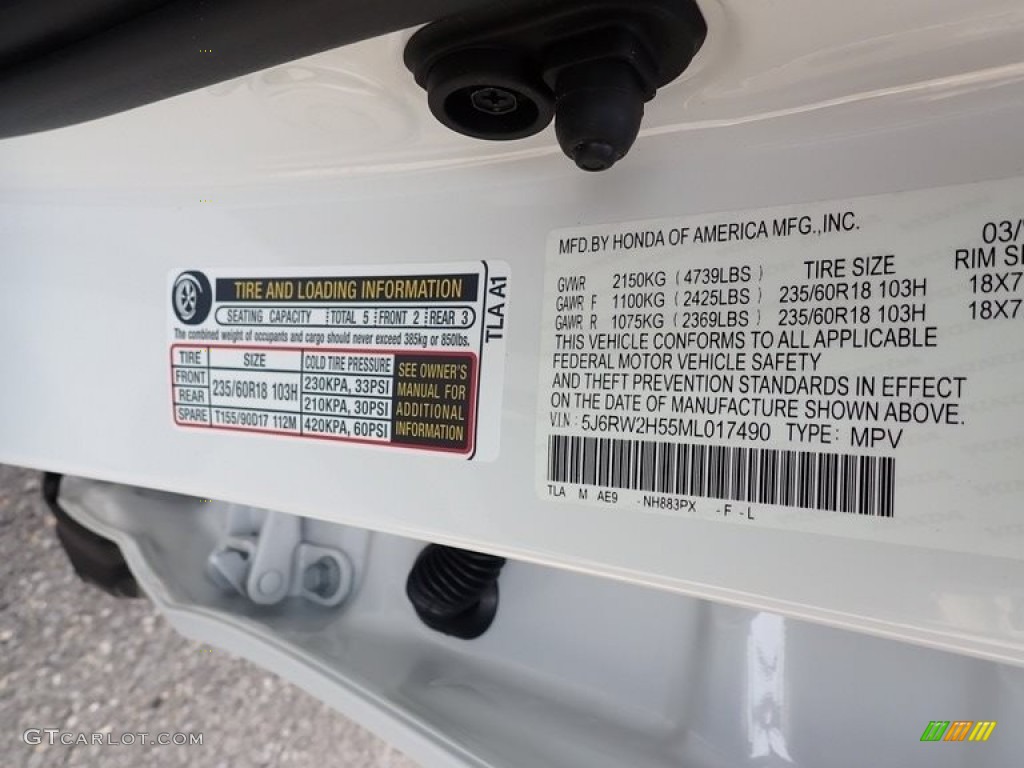 TIRE AND LOADING INFORMATION
SEATING CAPACITY TOTAL 5 FRONT 2 REAR 3
The combined weight of occupants and cargo should never exceed 385kg or 850lbs.
TIRE SIZE COLD TIRE PRESSURE
FRONT 235/60R18 103H 230KPA, 33PSI
REAR 210KPA, 30PSI
SPARE T155/90D17 112M 420KPA, 60PSI
SEE OWNER'S
MANUAL FOR
ADDITIONAL
INFORMATION
TLA A1
MFD.BY HONDA OF AMERICA MFG.,INC. 03/
TIRE SIZE RIM SI
GVWR 2150KG (4739LBS)
GAWR F 1100KG (2425LBS) 235/60R18 103H 18X7
GAWR R 1075KG (2369LBS) 235/60R18 103H 18X7
THIS VEHICLE CONFORMS TO ALL APPLICABLE
FEDERAL MOTOR VEHICLE SAFETY
AND THEFT PREVENTION STANDARDS IN EFFECT
ON THE DATE OF MANUFACTURE SHOWN ABOVE.
V.I.N: 5J6RW2H55ML017490 TYPE: MPV
TLA M AE9 -NH883PX -F-L
GTCARLOT.COM